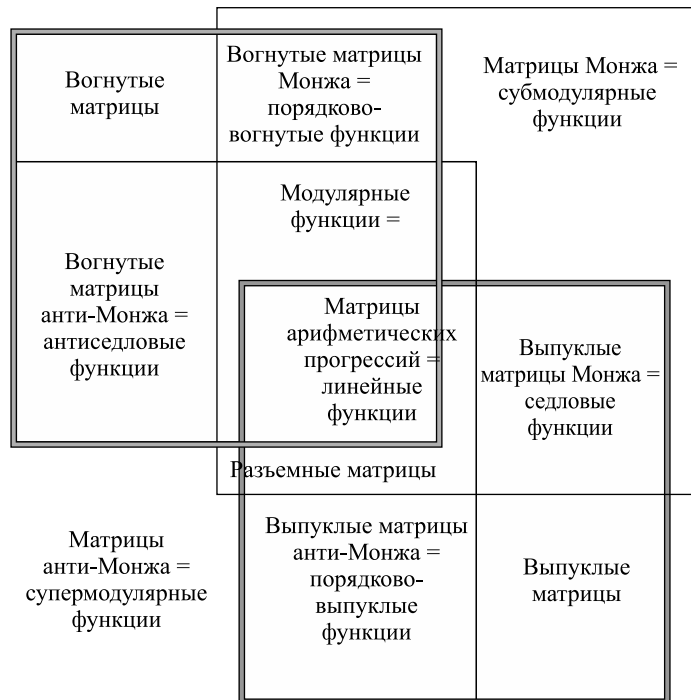 Вогнутые
матрицы
Вогнутые матрицы
Монжа =
порядково-
вогнутые функции
Матрицы Монжа =
субмодулярные
функции
Модулярные
функции =
Вогнутые
матрицы
анти-Монжа =
антиседловые
функции
Матрицы
арифметических
прогрессий =
линейные
функции
Выпуклые
матрицы Монжа =
седловые
функции
Разъемные матрицы
Матрицы
анти-Монжа =
супермодулярные
функции
Выпуклые матрицы
анти-Монжа =
порядково-
выпуклые
функции
Выпуклые
матрицы